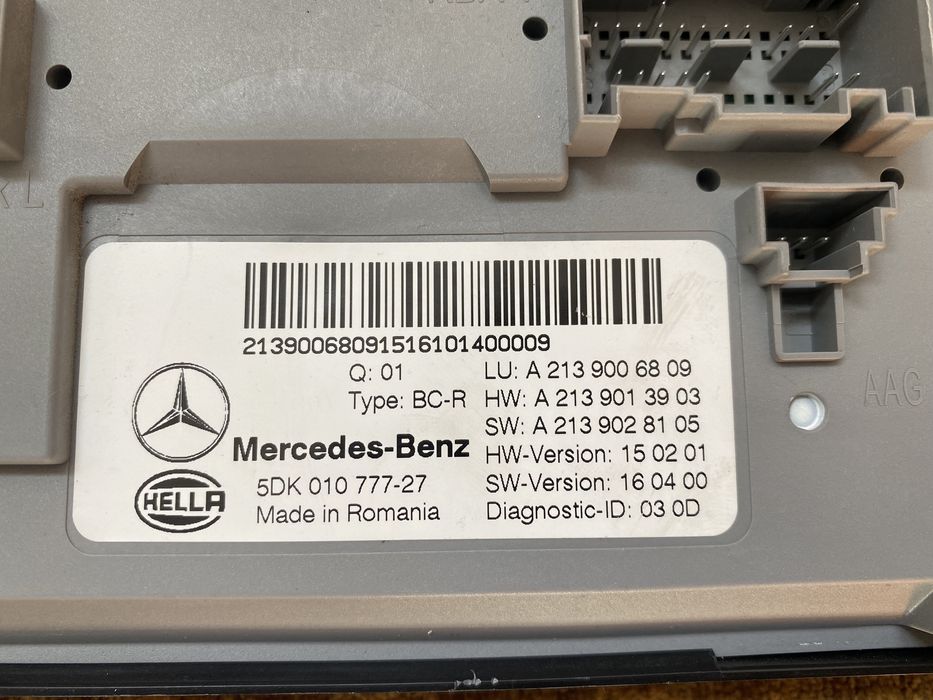 RL
21390068091516101400009
Q: 01 LU: A 213 900 68 09
Type: BC-R HW: A 213 901 39 03
SW: A 213 902 81 05
Mercedes-Benz HW-Version: 15 02 01
HELLA 5DK 010 777-27 SW-Version: 16 04 00
Made in Romania Diagnostic-ID: 03 0D
AAG